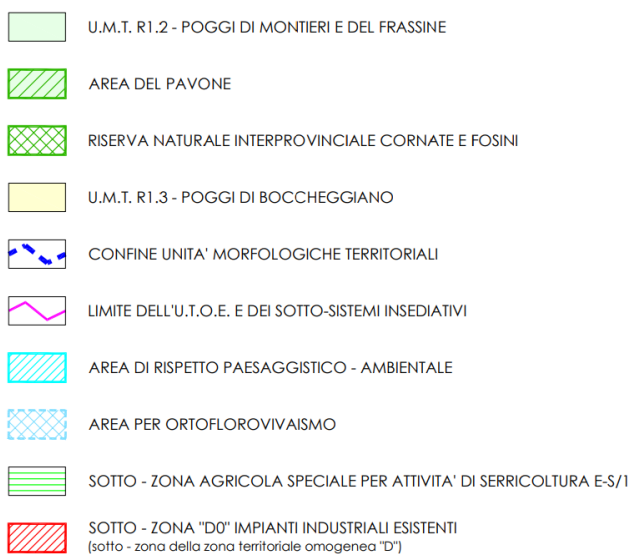 U.M.T. R1.2 - POGGI DI MONTIERI E DEL FRASSINE
AREA DEL PAVONE
RISERVA NATURALE INTERPROVINCIALE CORNATE E FOSINI
U.M.T. R1.3 - POGGI DI BOCCHEGGIANO
CONFINE UNITA' MORFOLOGICHE TERRITORIALI
LIMITE DELL'U.T.O.E. E DEI SOTTO-SISTEMI INSEDIATIVI
AREA DI RISPETTO PAESAGGISTICO - AMBIENTALE
AREA PER ORTOFLOROVIVAISMO
SOTTO - ZONA AGRICOLA SPECIALE PER ATTIVITA' DI SERRICOLTURA E-S/1
SOTTO - ZONA "D0" IMPIANTI INDUSTRIALI ESISTENTI
(sotto - zona della zona territoriale omogenea "D")